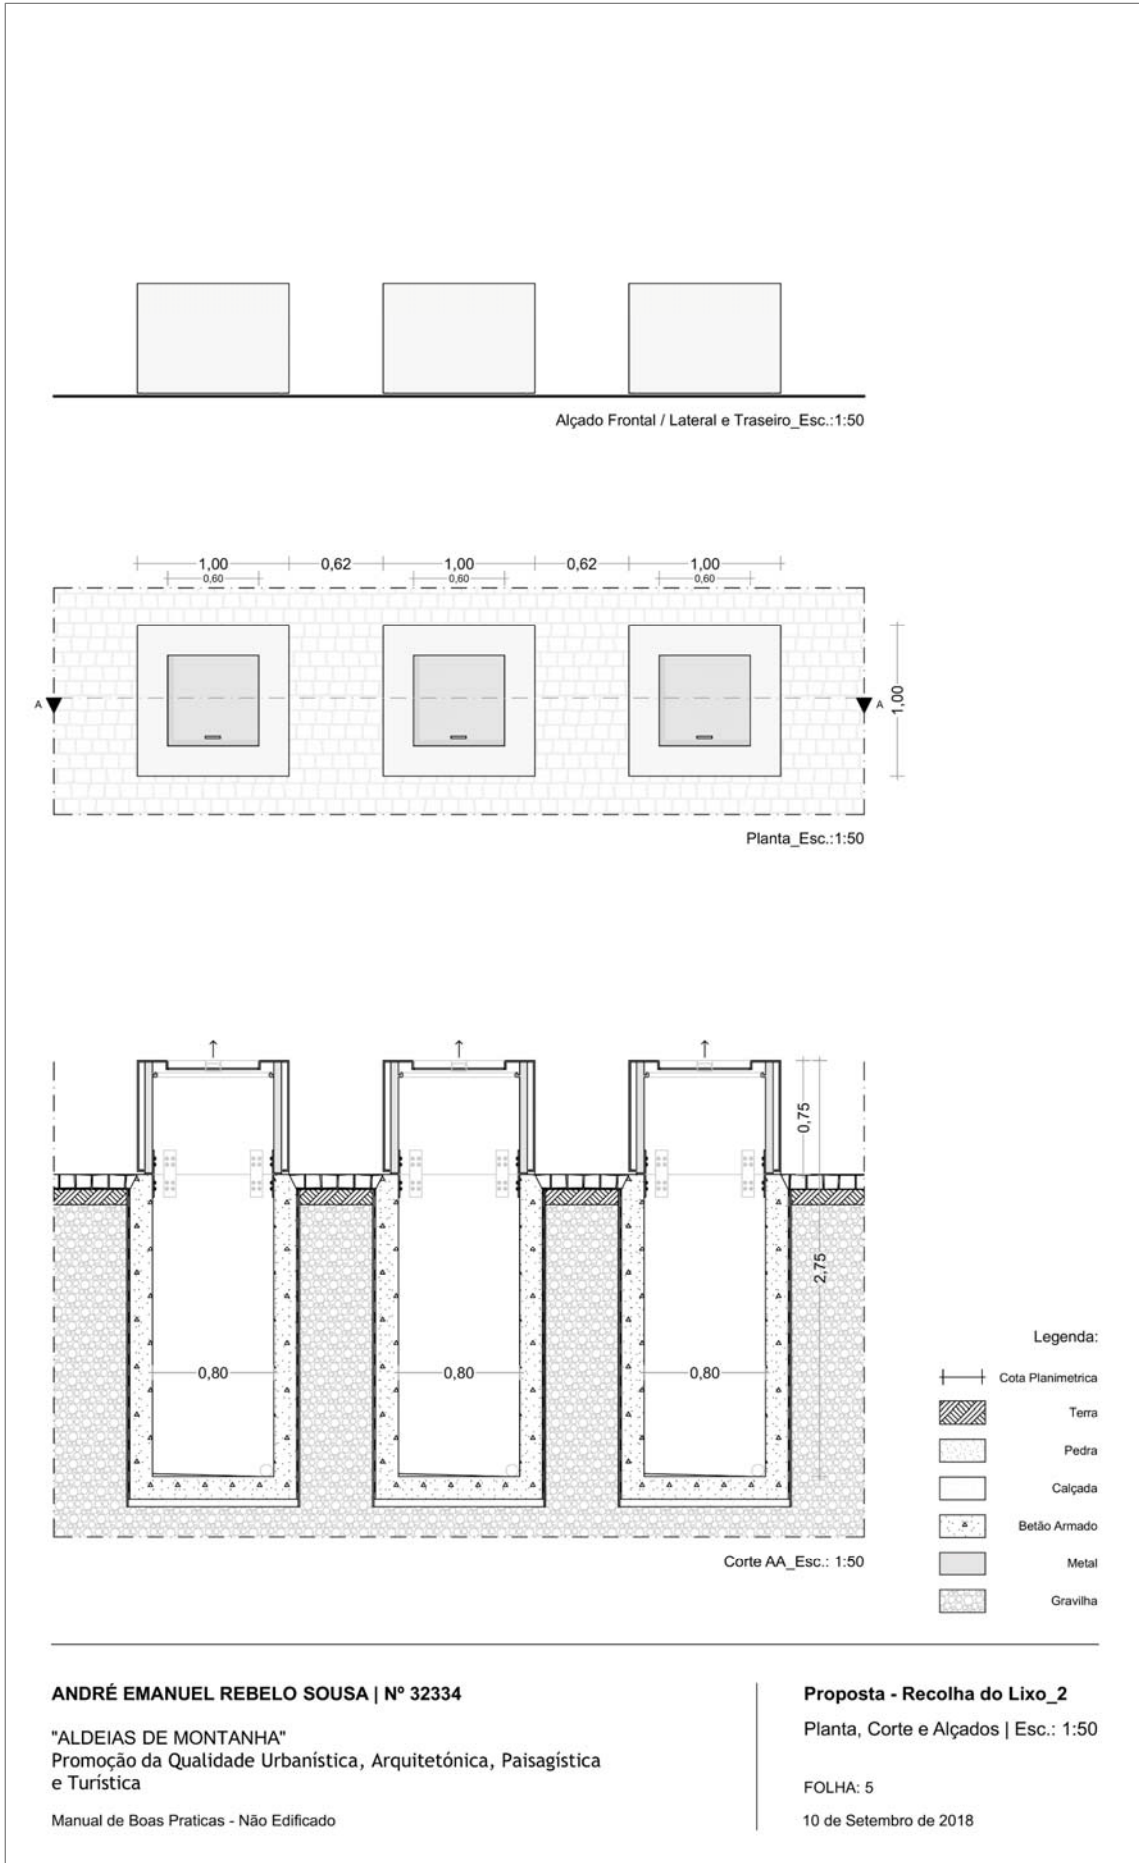 Alçado Frontal / Lateral e Traseiro_Esc.:1:50
1,00 0,62 1,00 0,62 1,00
0,60 0,60 0,60
A A
1,00
Planta_Esc.:1:50
0,75
2,75
0,80 0,80 0,80
Corte AA_Esc.: 1:50
Legenda:
Cota Planimetrica
Terra
Pedra
Calçada
Betão Armado
Metal
Gravilha
ANDRÉ EMANUEL REBELO SOUSA | Nº 32334
"ALDEIAS DE MONTANHA"
Promoção da Qualidade Urbanística, Arquitetónica, Paisagística
e Turística
Manual de Boas Praticas - Não Edificado
Proposta - Recolha do Lixo_2
Planta, Corte e Alçados | Esc.: 1:50
FOLHA: 5
10 de Setembro de 2018